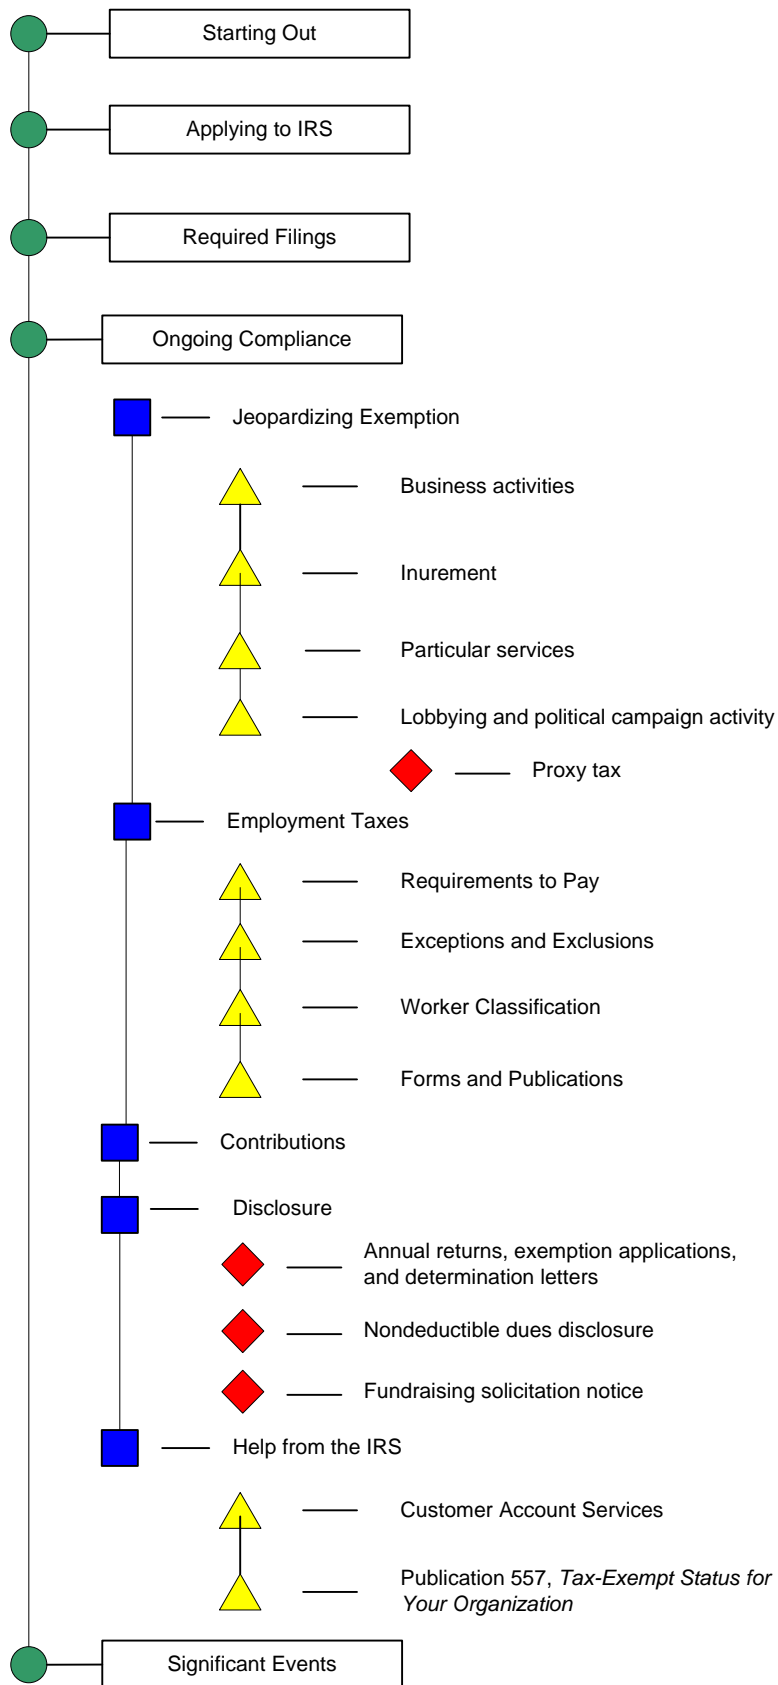 Starting Out
Applying to IRS
Required Filings
Ongoing Compliance
Jeopardizing Exemption
Business activities
Inurement
Particular services
Lobbying and political campaign activity
Proxy tax
Employment Taxes
Requirements to Pay
Exceptions and Exclusions
Worker Classification
Forms and Publications
Contributions
Disclosure
Annual returns, exemption applications,
and determination letters
Nondeductible dues disclosure
Fundraising solicitation notice
Help from the IRS
Customer Account Services
Publication 557, Tax-Exempt Status for
Your Organization
Significant Events